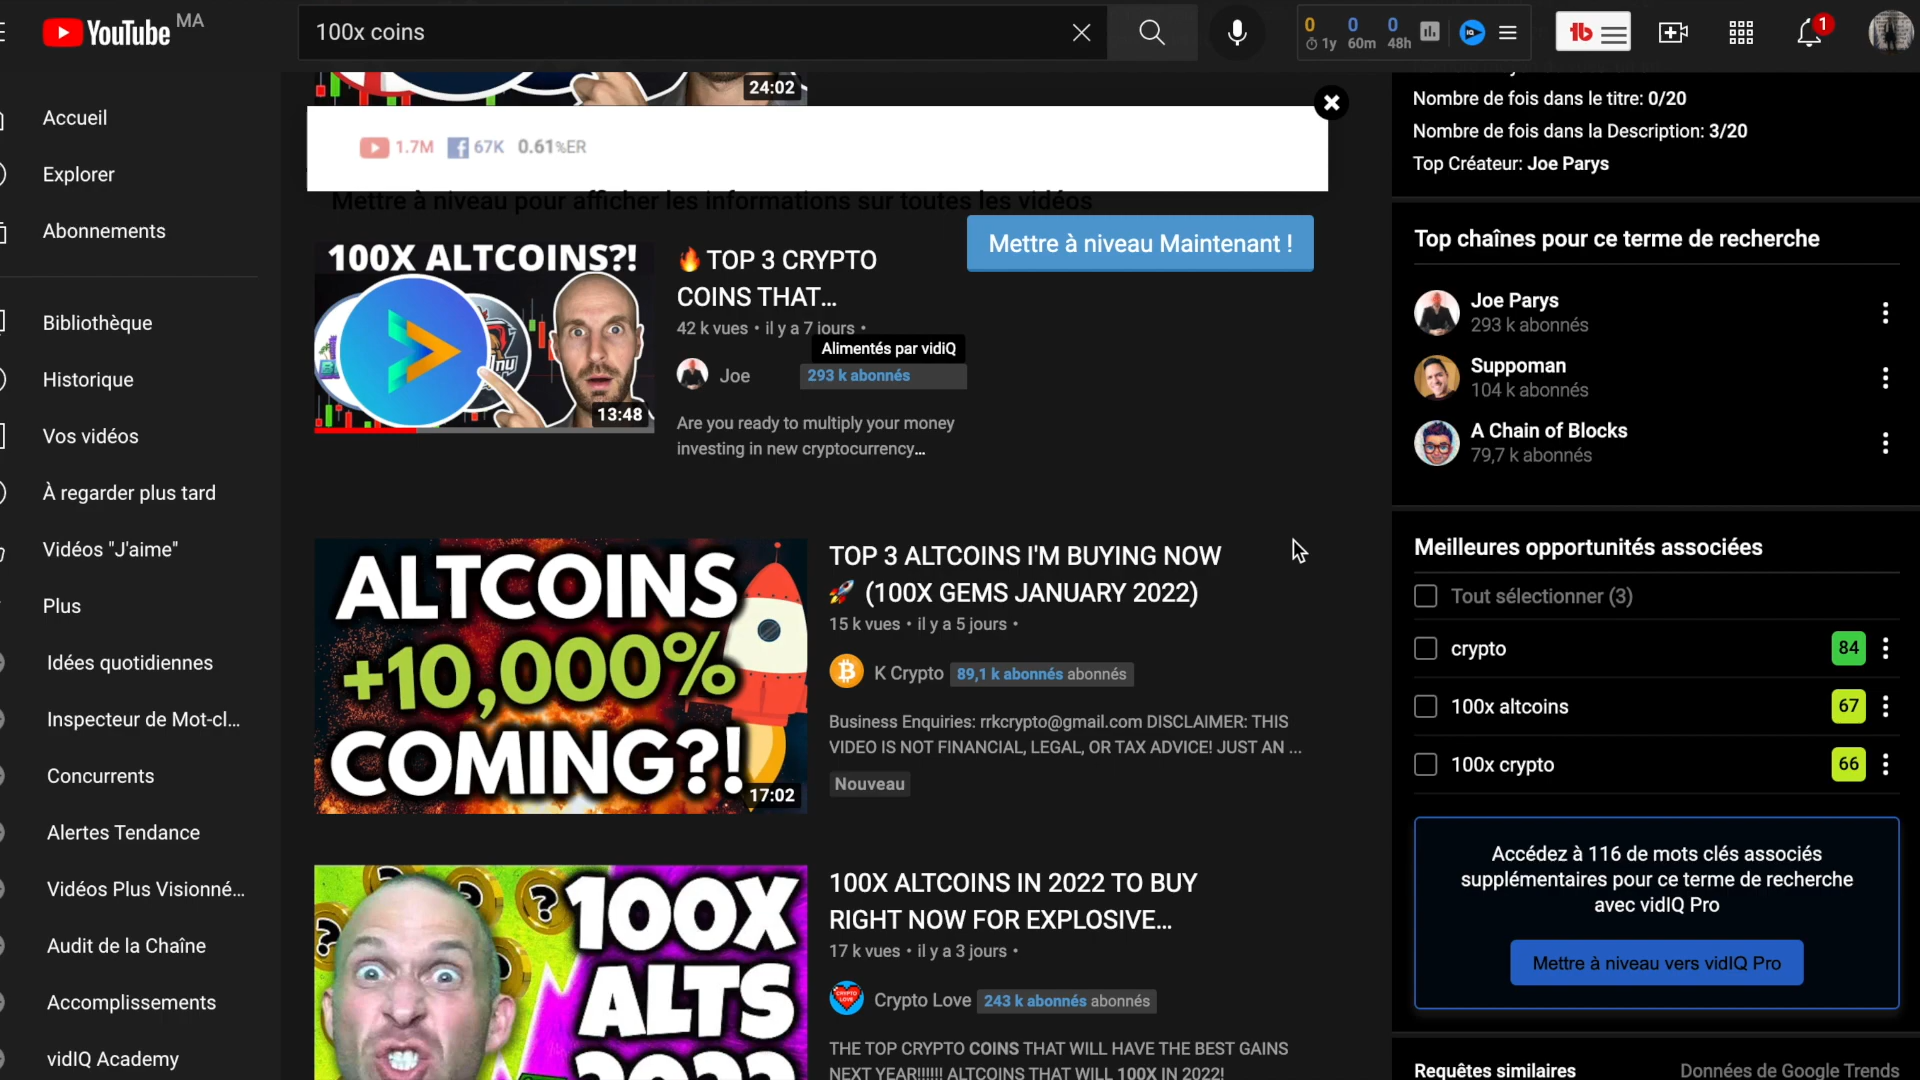 YouTube MA
100x coins
0 0 0
1y 60m 48h
tb
1
Accueil
Explorer
Abonnements
Bibliothèque
Historique
Vos vidéos
À regarder plus tard
Vidéos "J'aime"
Plus
Idées quotidiennes
Inspecteur de Mot-cl...
Concurrents
Alertes Tendance
Vidéos Plus Visionné...
Audit de la Chaîne
Accomplissements
vidIQ Academy
24:02
1.7M 67K 0.61%ER
Mettre à niveau pour afficher les informations sur toutes les vidéos
Mettre à niveau Maintenant !
100X ALTCOINS?!
13:48
TOP 3 CRYPTO
COINS THAT...
42 k vues • il y a 7 jours •
Alimentés par vidiQ
Joe 293 k abonnés
Are you ready to multiply your money
investing in new cryptocurrency...
ALTCOINS
+10,000%
COMING?!
17:02
TOP 3 ALTCOINS I'M BUYING NOW
(100X GEMS JANUARY 2022)
15 k vues • il y a 5 jours •
K Crypto 89,1 k abonnés abonnés
Business Enquiries: rrkcrypto@gmail.com DISCLAIMER: THIS
VIDEO IS NOT FINANCIAL, LEGAL, OR TAX ADVICE! JUST AN ...
Nouveau
100X
ALTS
2022
100X ALTCOINS IN 2022 TO BUY
RIGHT NOW FOR EXPLOSIVE...
17 k vues • il y a 3 jours •
Crypto Love 243 k abonnés abonnés
THE TOP CRYPTO COINS THAT WILL HAVE THE BEST GAINS
NEXT YEAR!!!!!! ALTCOINS THAT WILL 100X IN 2022!
Nombre de fois dans le titre: 0/20
Nombre de fois dans la Description: 3/20
Top Créateur: Joe Parys
Top chaînes pour ce terme de recherche
Joe Parys
293 k abonnés
Suppoman
104 k abonnés
A Chain of Blocks
79,7 k abonnés
Meilleures opportunités associées
Tout sélectionner (3)
crypto 84
100x altcoins 67
100x crypto 66
Accédez à 116 de mots clés associés
supplémentaires pour ce terme de recherche
avec vidIQ Pro
Mettre à niveau vers vidIQ Pro
Requêtes similaires Données de Google Trends